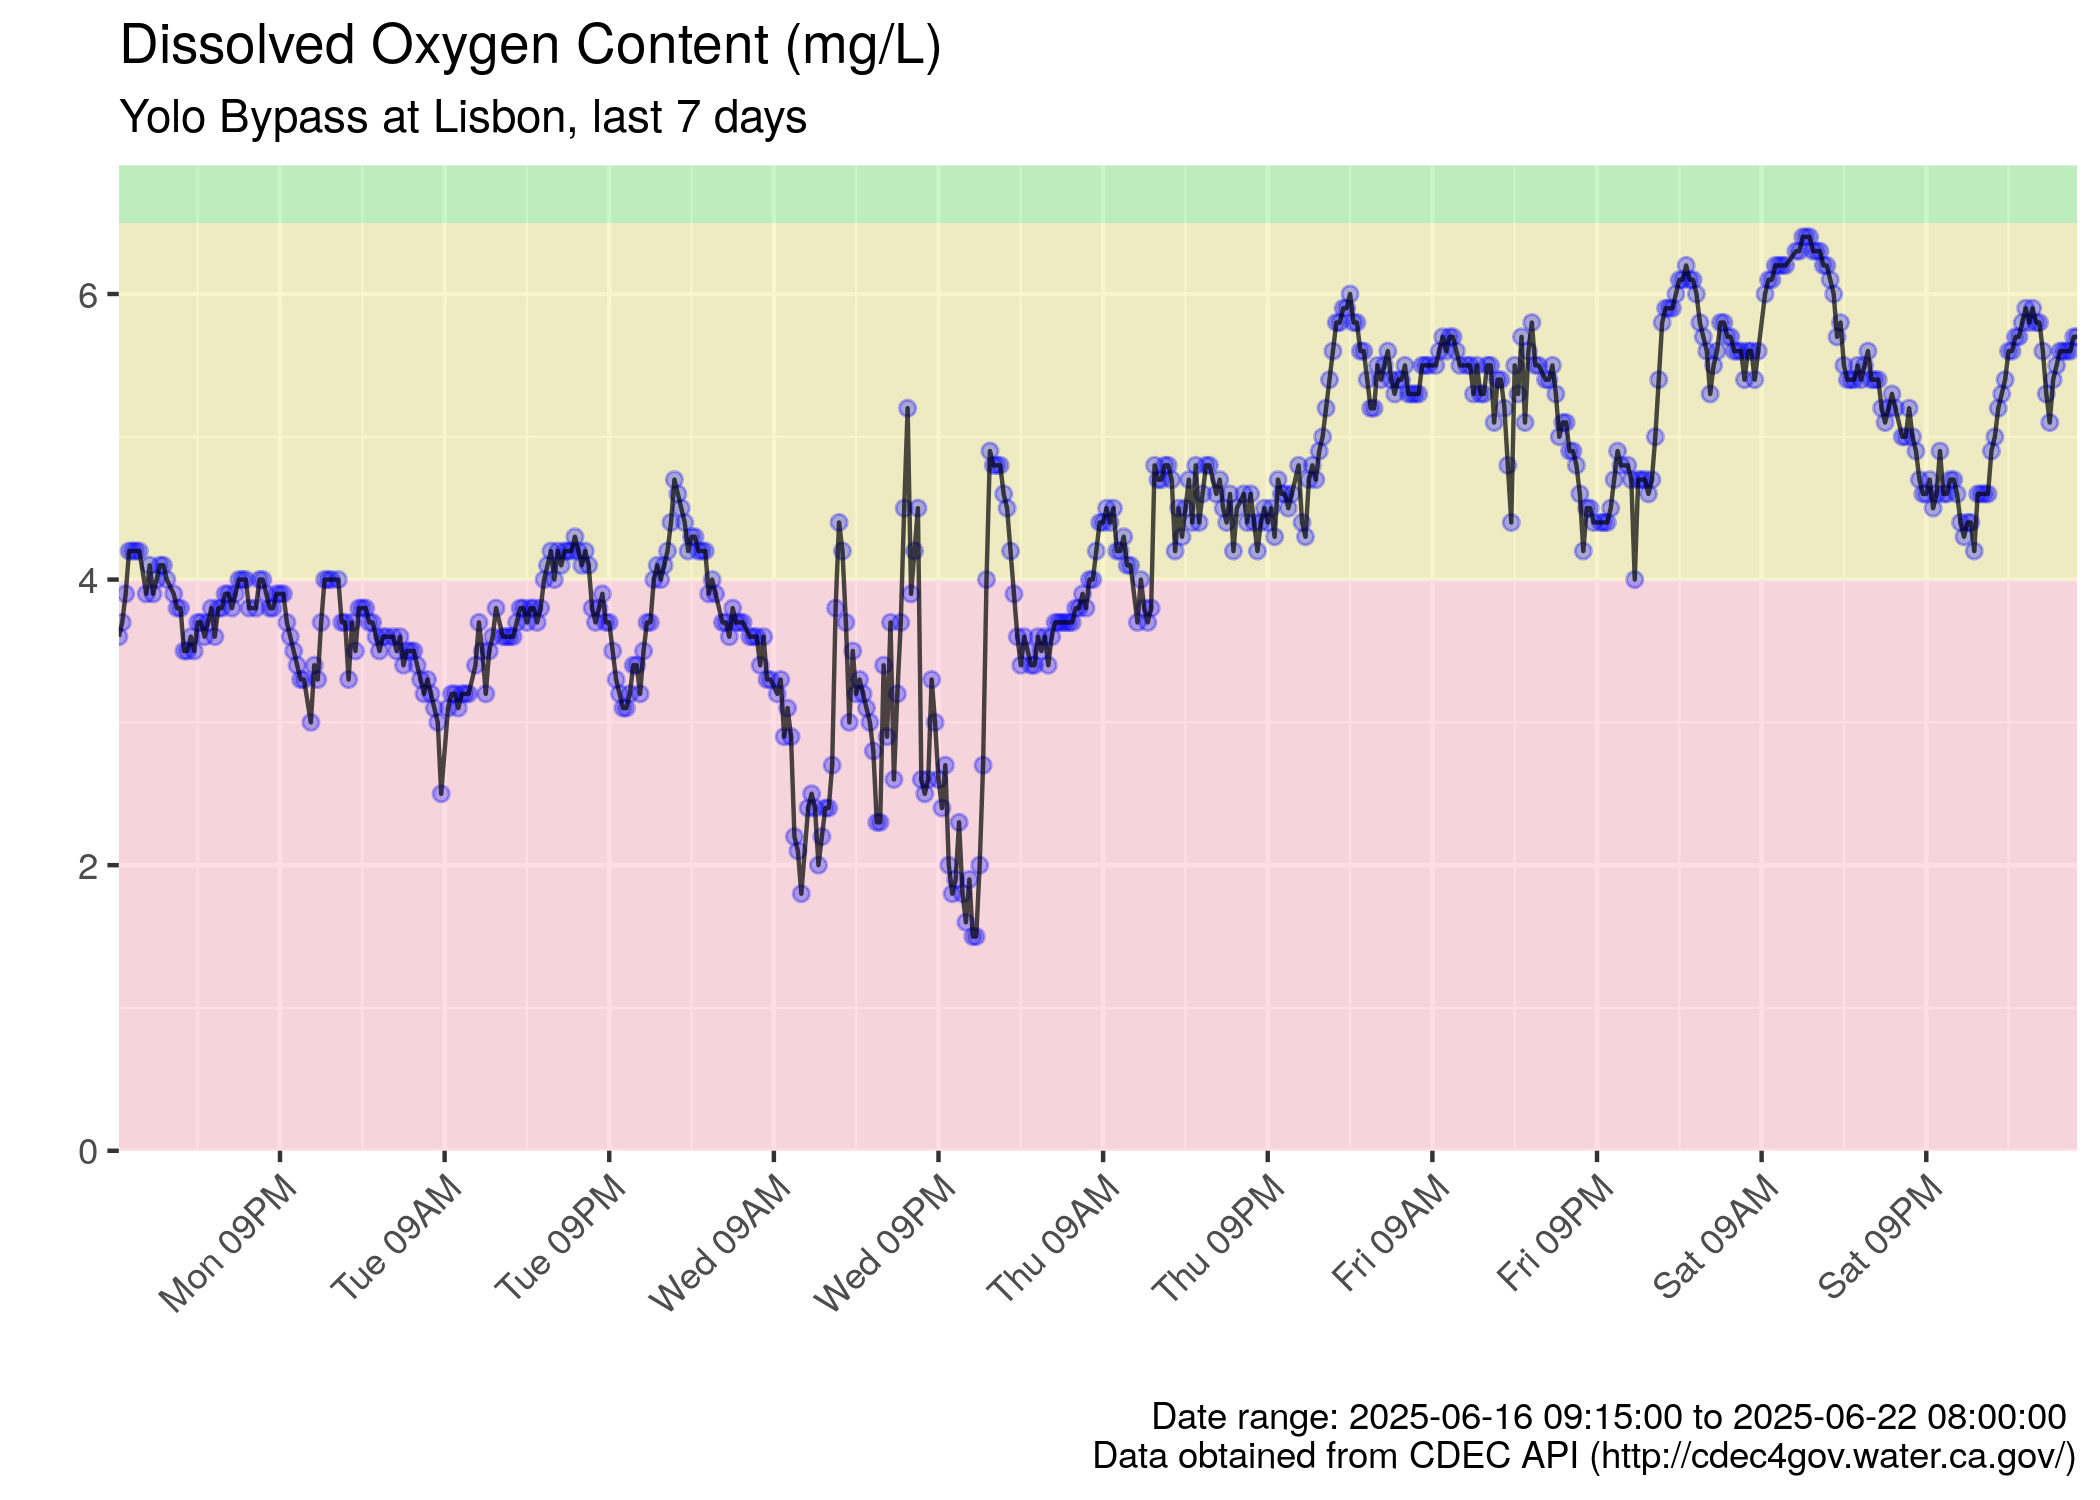 Dissolved Oxygen Content (mg/L)
Yolo Bypass at Lisbon, last 7 days
6
4
2
0
Mon 09PM
Tue 09AM
Tue 09PM
Wed 09AM
Wed 09PM
Thu 09AM
Thu 09PM
Fri 09AM
Fri 09PM
Sat 09AM
Sat 09PM
Date range: 2025-06-16 09:15:00 to 2025-06-22 08:00:00
Data obtained from CDEC API (http://cdec4gov.water.ca.gov/)